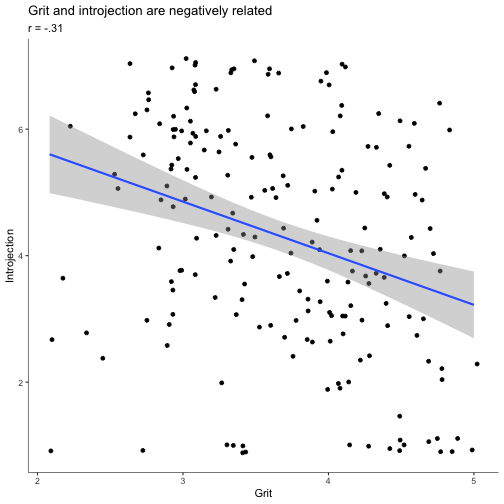 Grit and introjection are negatively related
r = -.31
6
4
2
Introjection
2
3
4
5
Grit